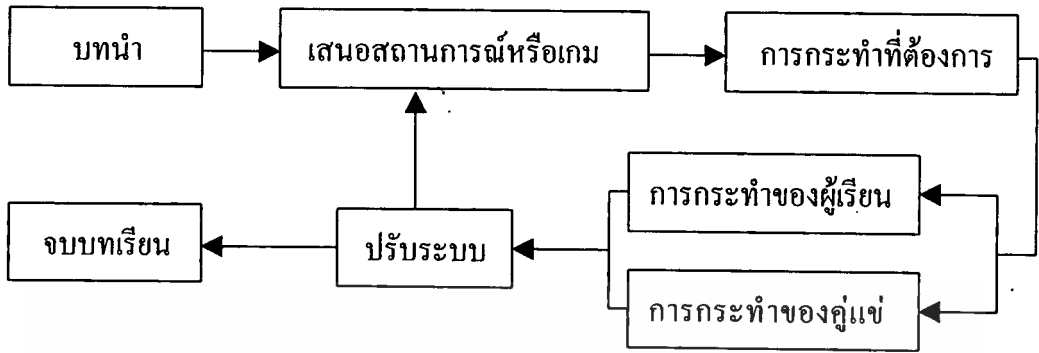 บทนำ
เสนอสถานการณ์หรือเกม
การกระทำที่ต้องการ
การกระทำของผู้เรียน
จบบทเรียน
ปรับระบบ
การกระทำของคู่แข่